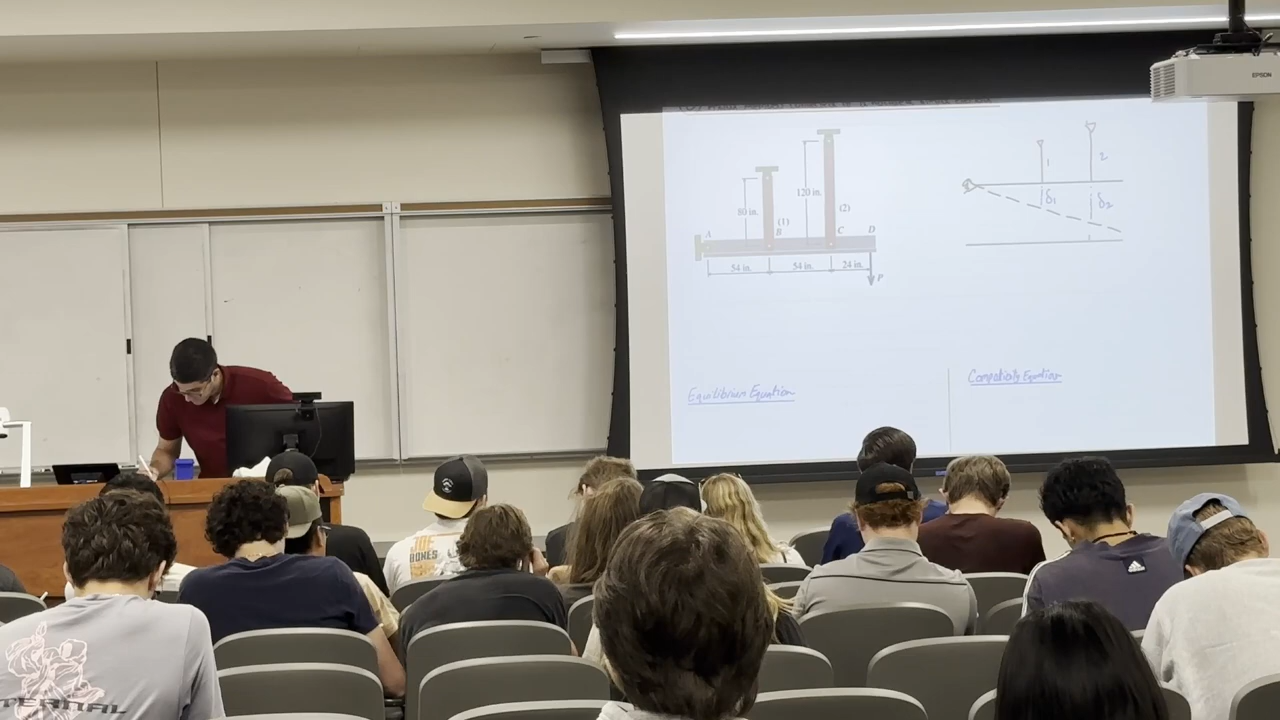 EPSON
120 in.
80 in.
(1)
(2)
A
B
C
D
54 in.
54 in.
24 in.
P
1
2
δ1
δ2
Equilibrium Equation
Compatibility Equation
JOE